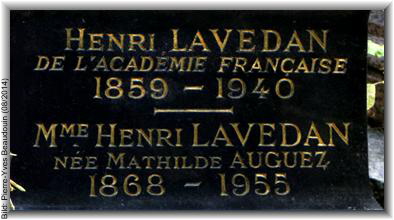 HENRI LAVEDAN
DE L'ACADÉMIE FRANÇAISE
1859 – 1940
MME HENRI LAVEDAN
NÉE MATHILDE AUGUEZ
1868 – 1955
Bild: Pierre-Yves Beaudouin (08/2014)